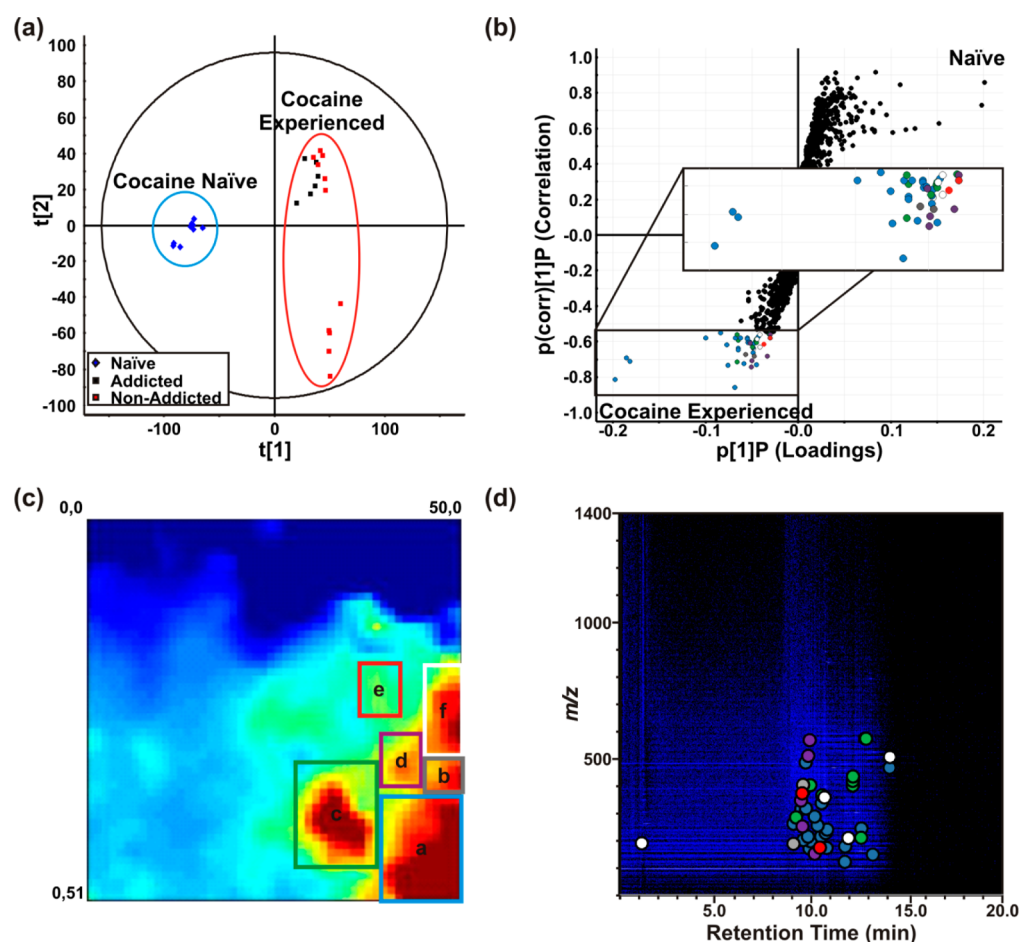 (a)
100
80
60
40
20
0
-20
-40
-60
-80
-100
t[2]
Cocaine
Experienced
Cocaine Naïve
Naïve
Addicted
Non-Addicted
-100
0
100
t[1]
(b)
1.0
0.8
0.6
0.4
0.2
-0.0
-0.2
-0.4
-0.6
-0.8
-1.0
p(corr)[1]P (Correlation)
Naïve
Cocaine Experienced
-0.2
-0.1
-0.0
0.1
0.2
p[1]P (Loadings)
(c)
0,0
50,0
e
f
d
b
c
a
0,51
(d)
1400
1000
500
m/z
5.0
10.0
15.0
20.0
Retention Time (min)